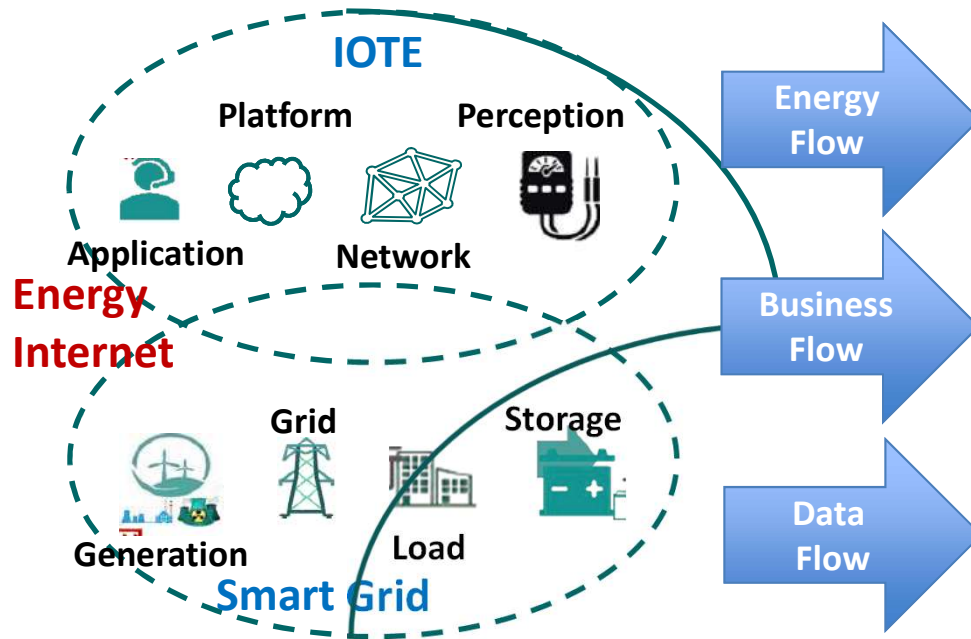 IOTE
Platform
Perception
Application
Network
Energy
Internet
Grid
Storage
Generation
Load
Smart Grid
Energy
Flow
Business
Flow
Data
Flow